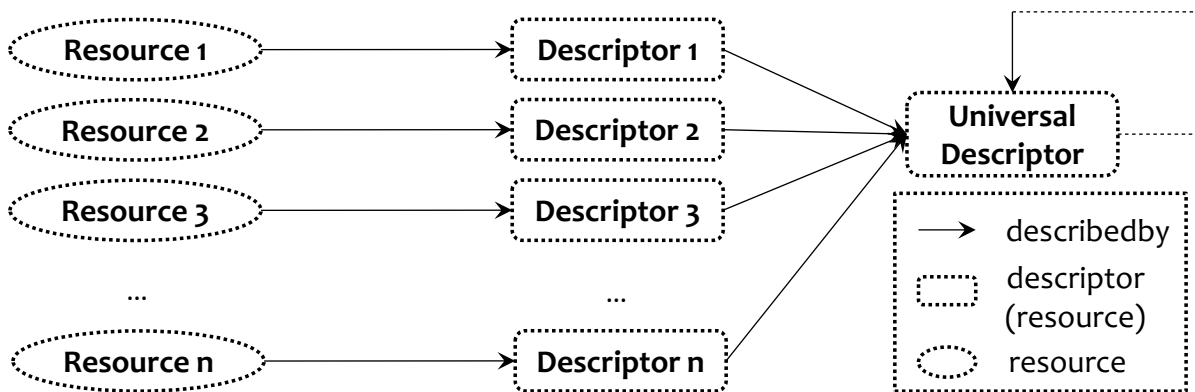 Resource 1
Descriptor 1
Resource 2
Descriptor 2
Universal
Descriptor
Resource 3
Descriptor 3
...
...
Resource n
Descriptor n
describedby
descriptor
(resource)
resource